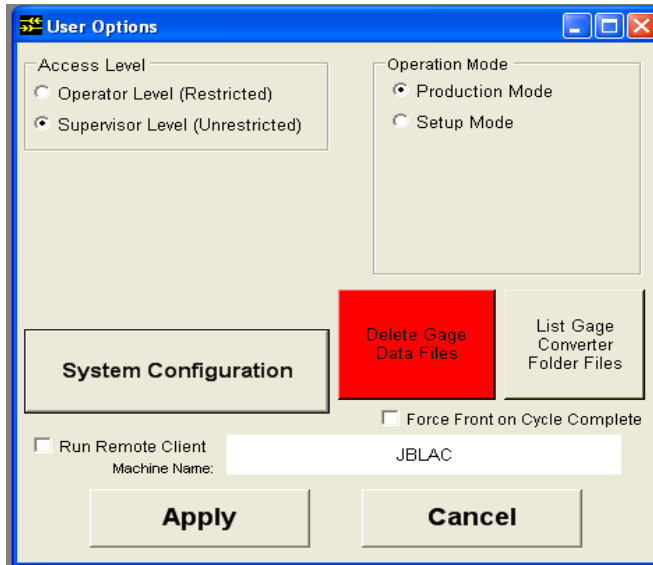 User Options
Access Level
Operator Level (Restricted)
Supervisor Level (Unrestricted)
Operation Mode
Production Mode
Setup Mode
System Configuration
Delete Gage
Data Files
List Gage
Converter
Folder Files
Force Front on Cycle Complete
Run Remote Client
Machine Name:
JBLAC
Apply
Cancel